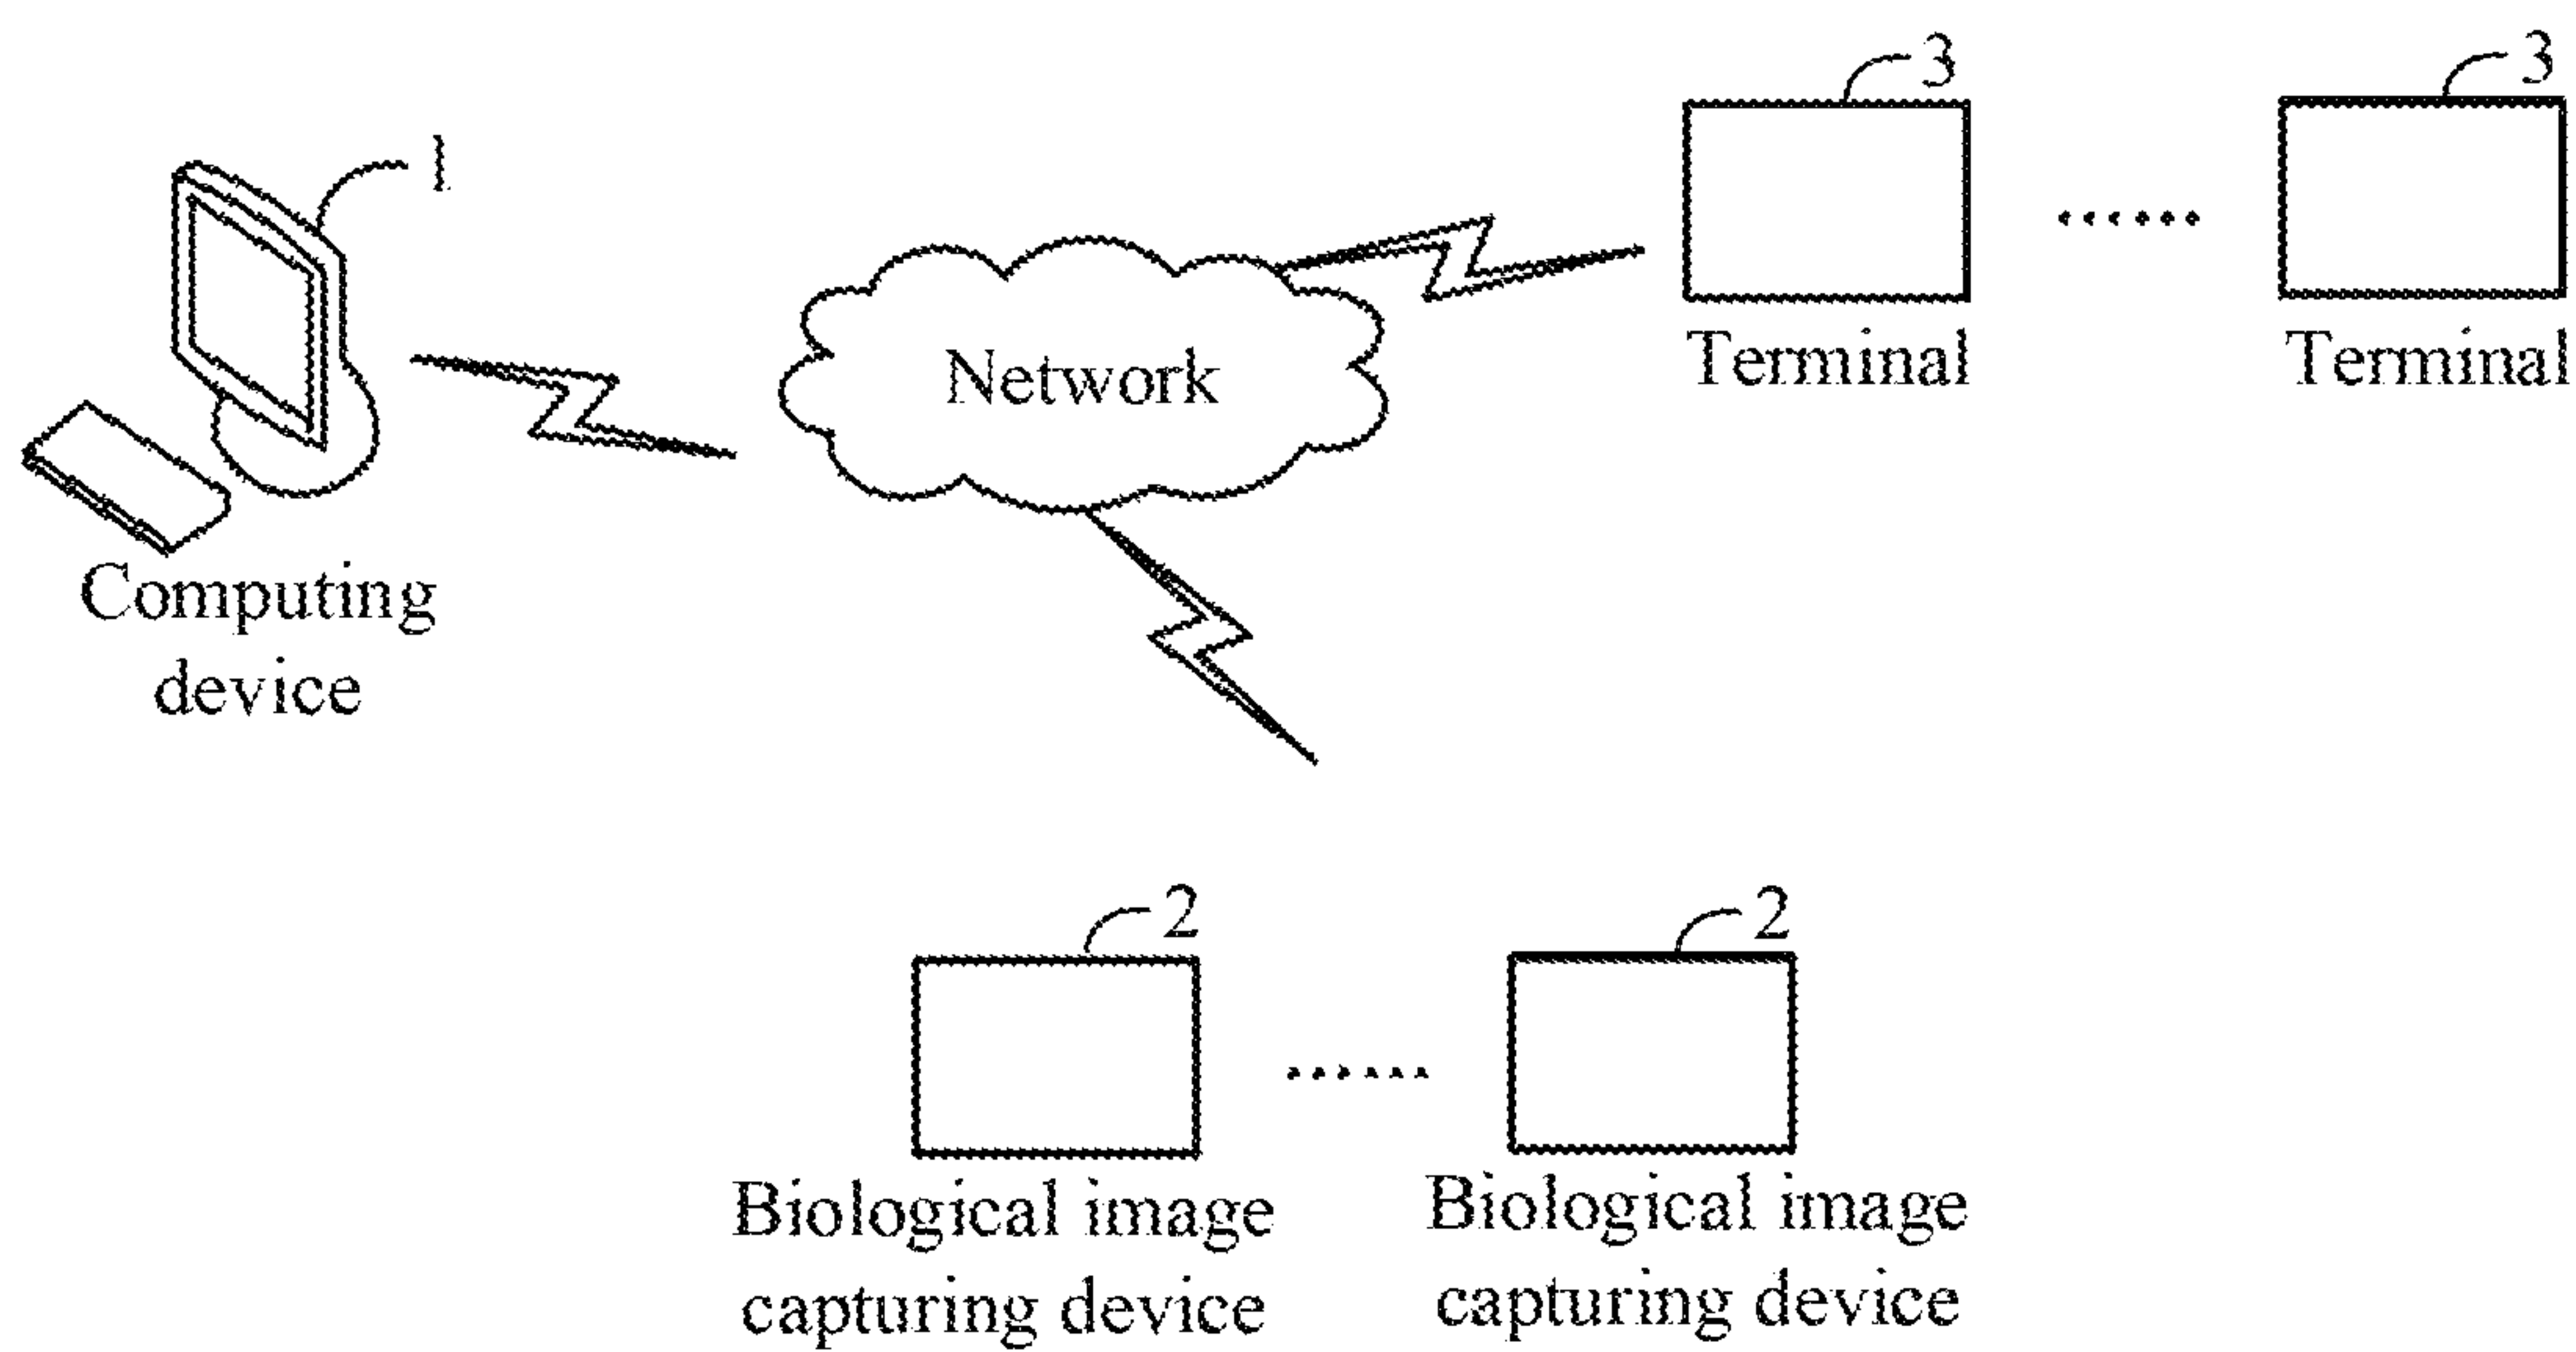 3
3
1
Network
Terminal
Terminal
Computing
device
2
2
Biological image
capturing device
Biological image
capturing device